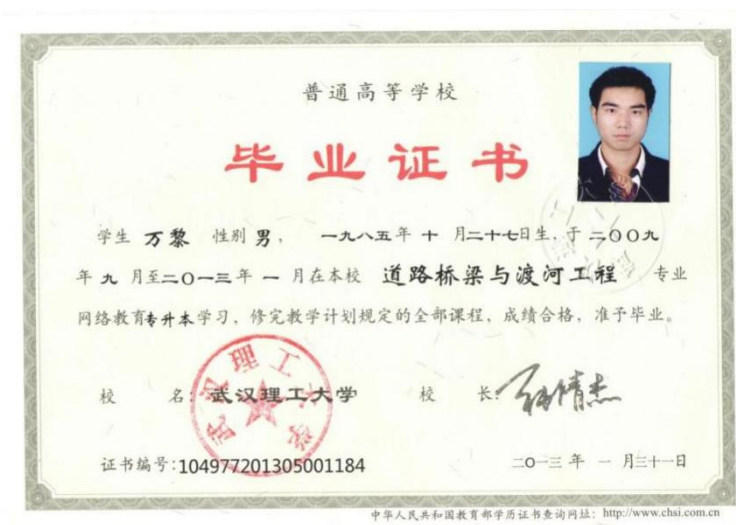 普通高等学校
毕业证书
学生 万黎 性别 男， 一九八五年 十 月二十七日生，于 二〇〇九
年 九 月至二〇一三年 一 月在本校 道路桥梁与渡河工程 专业
网络教育专升本学习，修完教学计划规定的全部课程，成绩合格，准予毕业。
校 名：武汉理工大学 校 长：
武汉理工大学
证书编号：104977201305001184 二〇一三 年 一 月三十一日
中华人民共和国教育部学历证书查询网址：http://www.chsi.com.cn